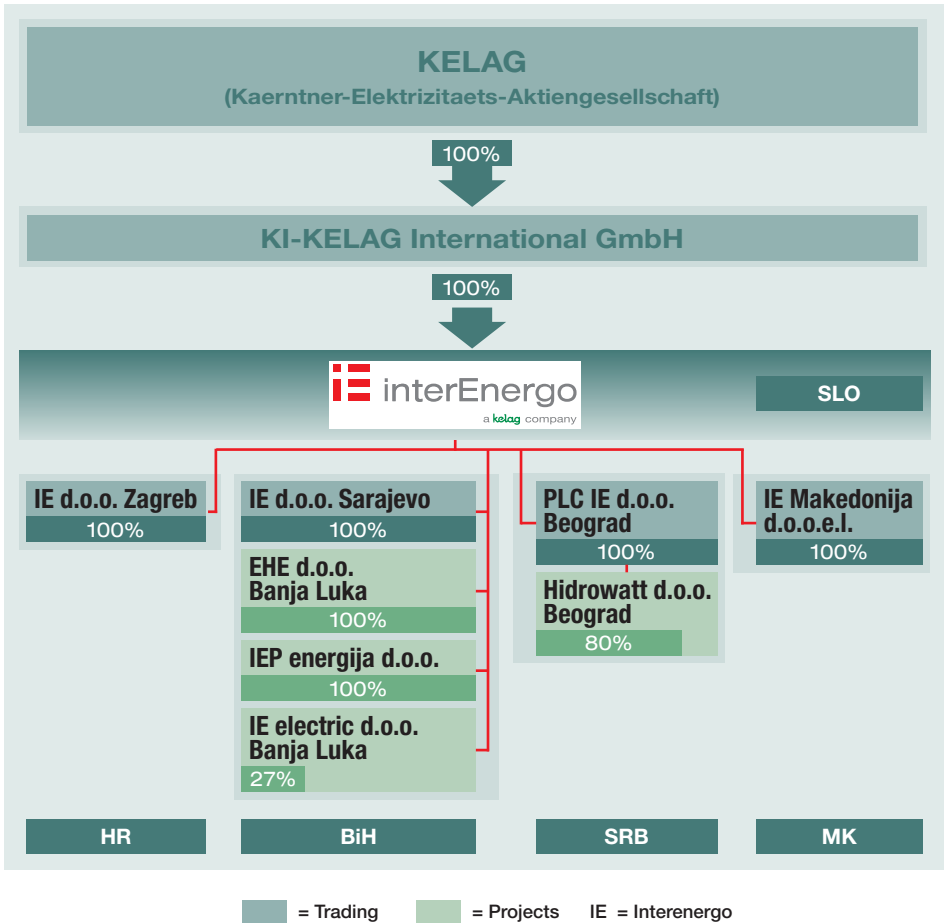 KELAG
(Kaerntner-Elektrizitaets-Aktiengesellschaft)
100%
KI-KELAG International GmbH
100%
interEnergo
a kelag company
SLO
IE d.o.o. Zagreb
100%
IE d.o.o. Sarajevo
100%
EHE d.o.o.
Banja Luka
100%
IEP energija d.o.o.
100%
IE electric d.o.o.
Banja Luka
27%
PLC IE d.o.o.
Beograd
100%
Hidrowatt d.o.o.
Beograd
80%
IE Makedonija
d.o.o.e.l.
100%
HR
BiH
SRB
MK
= Trading
= Projects
IE = Interenergo